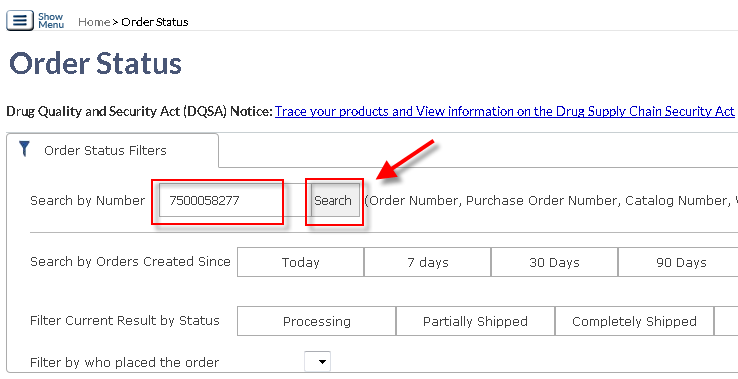 Show
Menu
Home > Order Status
Order Status
Drug Quality and Security Act (DQSA) Notice: Trace your products and View information on the Drug Supply Chain Security Act
Order Status Filters
Search by Number 7500058277 Search (Order Number, Purchase Order Number, Catalog Number,
Search by Orders Created Since Today 7 days 30 Days 90 Days
Filter Current Result by Status Processing Partially Shipped Completely Shipped
Filter by who placed the order